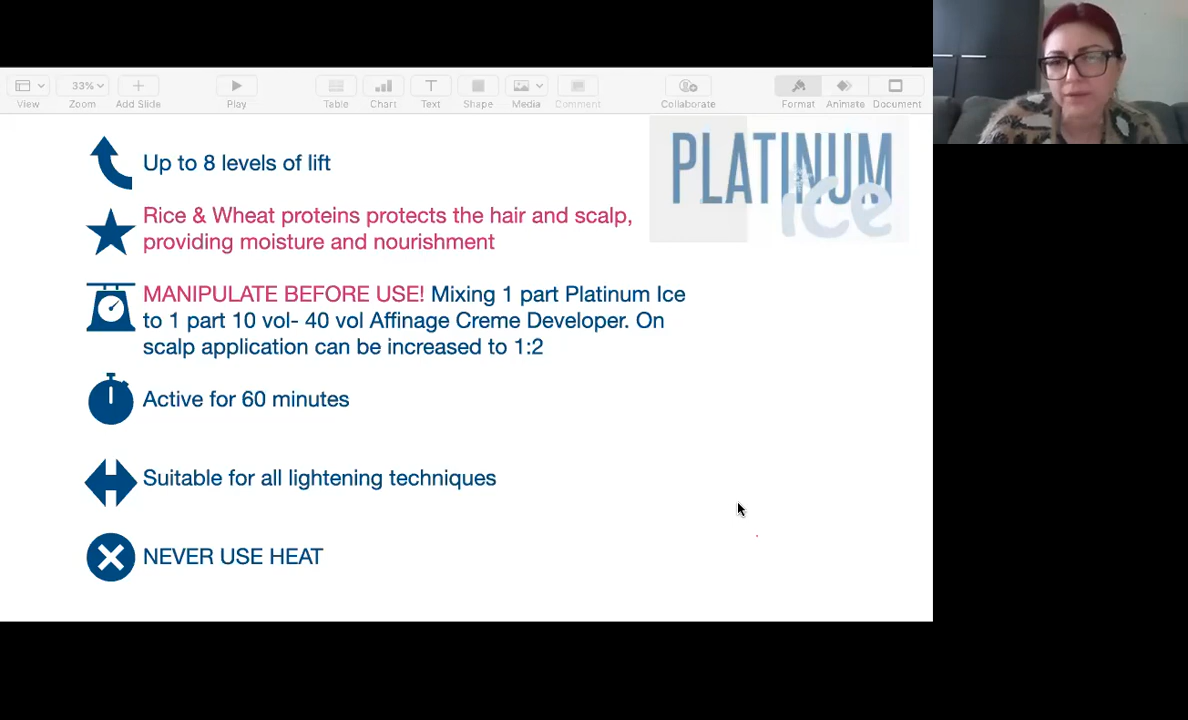 33%
View
Zoom
Add Slide
Play
Table
Chart
Text
Shape
Media
Comment
Collaborate
Format
Animate
Document
PLATINUM
ice
Up to 8 levels of lift
Rice & Wheat proteins protects the hair and scalp,
providing moisture and nourishment
MANIPULATE BEFORE USE! Mixing 1 part Platinum Ice
to 1 part 10 vol- 40 vol Affinage Creme Developer. On
scalp application can be increased to 1:2
Active for 60 minutes
Suitable for all lightening techniques
NEVER USE HEAT